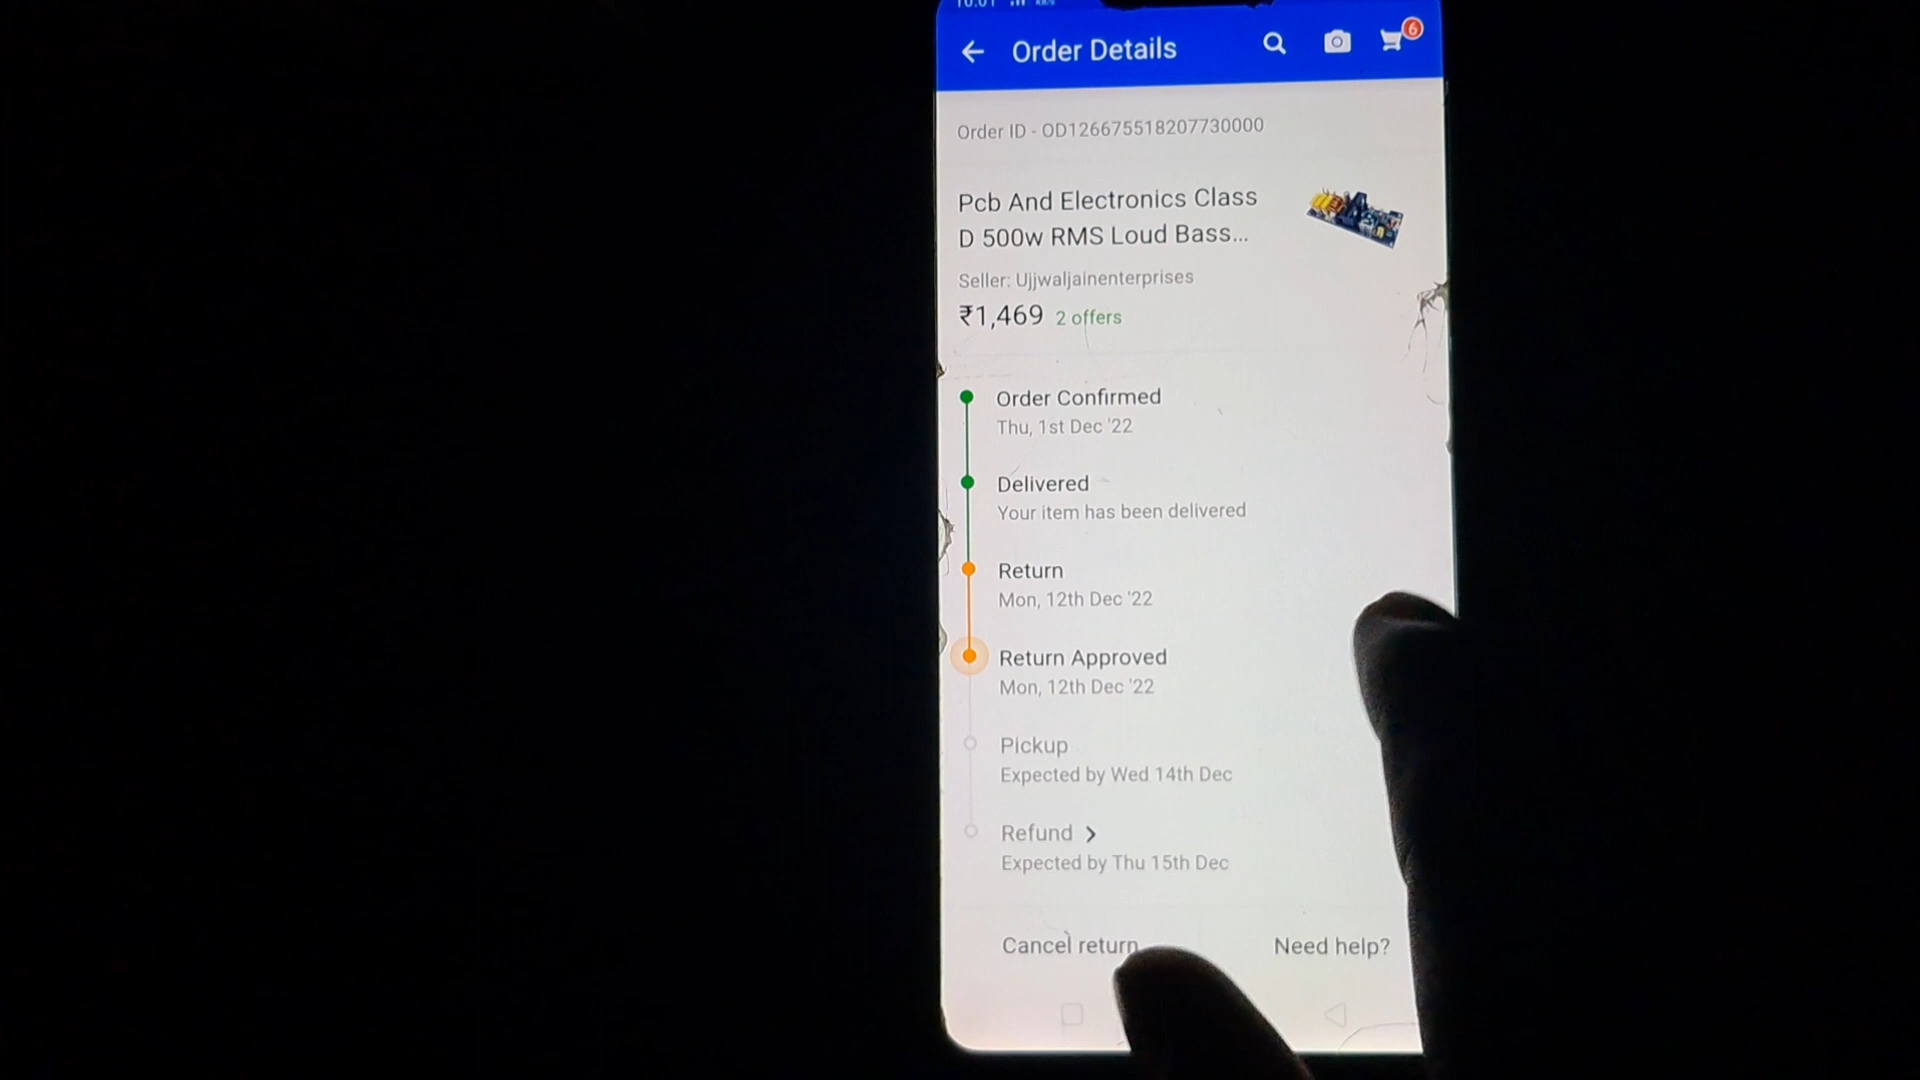 Order Details
6
Order ID - OD126675518207730000
Pcb And Electronics Class
D 500w RMS Loud Bass...
Seller: Ujjwaljainenterprises
₹1,469 2 offers
Order Confirmed
Thu, 1st Dec '22
Delivered
Your item has been delivered
Return
Mon, 12th Dec '22
Return Approved
Mon, 12th Dec '22
Pickup
Expected by Wed 14th Dec
Refund
Expected by Thu 15th Dec
Cancel return
Need help?